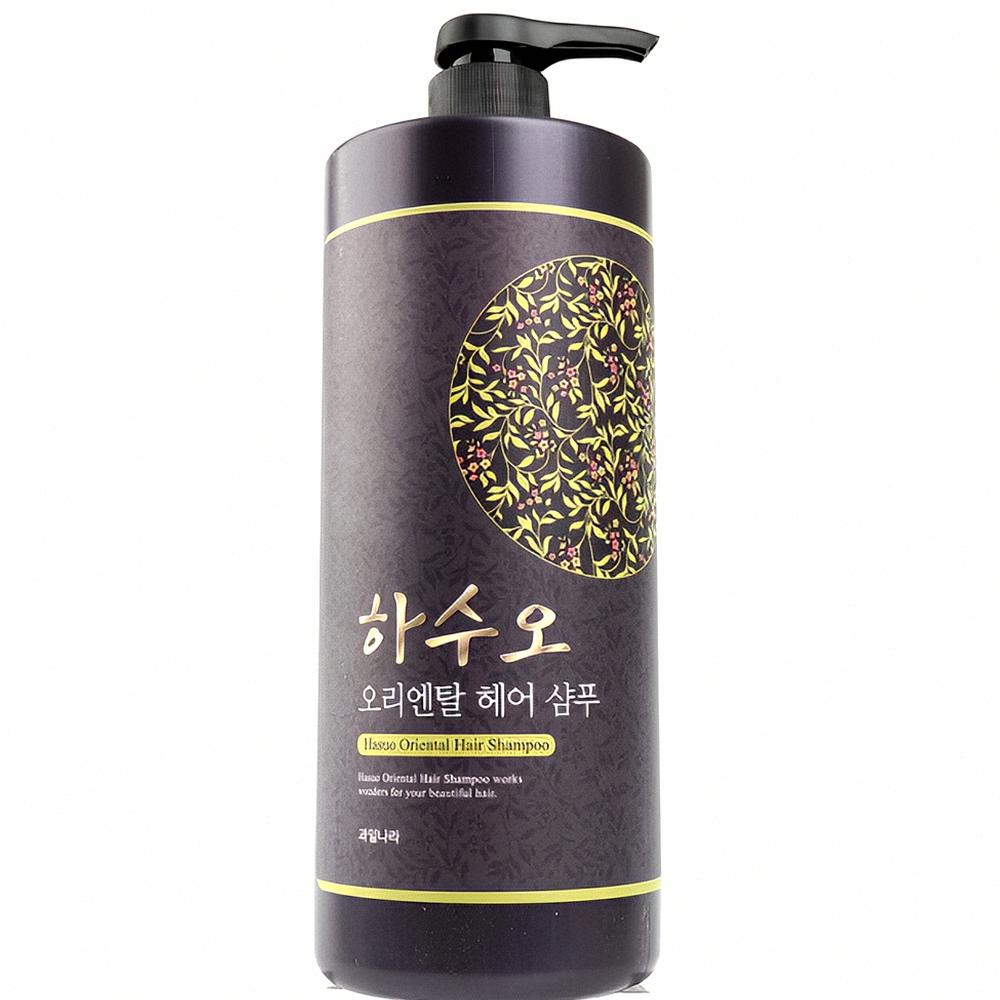 하수오
오리엔탈 헤어 샴푸
Hasuo Oriental Hair Shampoo
Hasuo Oriental Hair Shampoo works
wonders for your beautiful hair.
과일나라